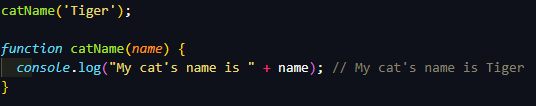 catName('Tiger');
function catName(name) {
console.log("My cat's name is " + name); // My cat's name is Tiger
}